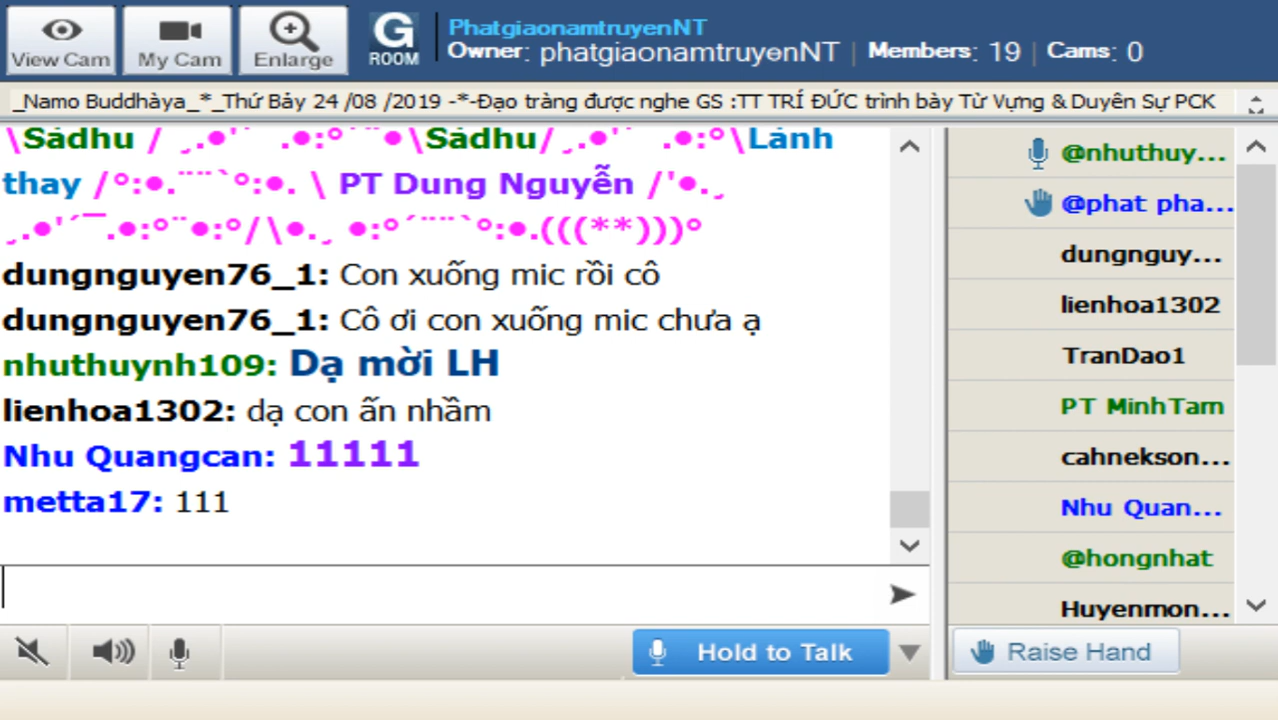 View Cam
My Cam
Enlarge
G
ROOM
PhatgiaonamtruyenNT
Owner: phatgiaonamtruyenNT | Members: 19 | Cams: 0
_Namo Buddhàya_*_Thứ Bảy 24 /08 /2019 -*-Đạo tràng được nghe GS :TT TRÍ ĐỨC trình bày Từ Vựng & Duyên Sự PCK
\Sádhu / ¸.●'´¨ .●:°´¨●\Sádhu/¸.●'´¨ .●:°\Lành
thay /°:●.¨¨`°:●. \ PT Dung Nguyễn /'●.¸
¸.●'´¯.●:°¨●:°/\●.¸ ●:°´¨¨`°:●.(((**)))°
dungnguyen76_1: Con xuống mic rồi cô
dungnguyen76_1: Cô ơi con xuống mic chưa ạ
nhuthuynh109: Dạ mời LH
lienhoa1302: dạ con ấn nhầm
Nhu Quangcan: 11111
metta17: 111
@nhuthuy...
@phat pha...
dungnguy...
lienhoa1302
TranDao1
PT MinhTam
cahnekson...
Nhu Quan...
@hongnhat
Huyenmon...
Hold to Talk
Raise Hand